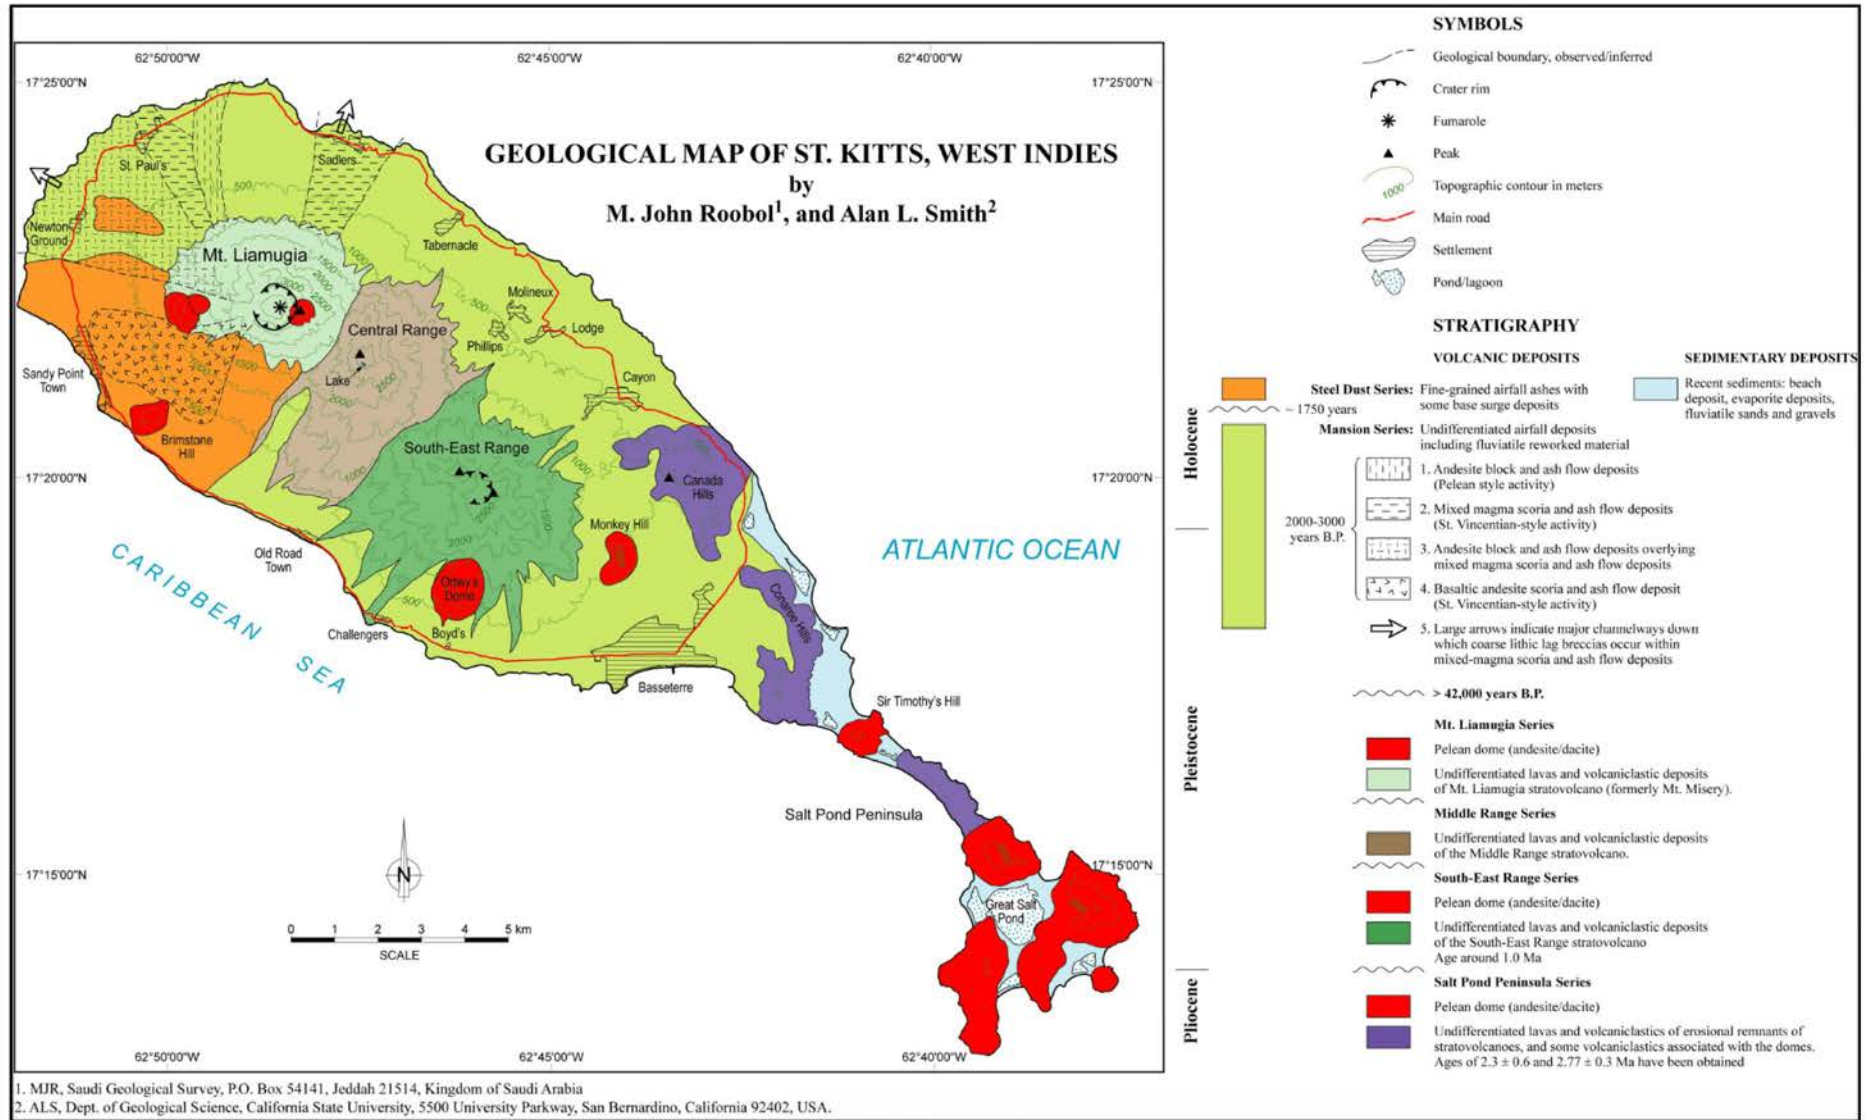 GEOLOGICAL MAP OF ST. KITTS, WEST INDIES
by
M. John Roobol1, and Alan L. Smith2
62°50'00"W
62°45'00"W
62°40'00"W
17°25'00"N
17°25'00"N
St. Paul's
Sadlers
500
Newton
Ground
Tabernacle
Mt. Liamugia
1500
1000
2000
2500
500
Molineux
Lodge
Central Range
Phillips
Sandy Point
Town
Lake
2500
2000
Cayon
Brimstone
Hill
1000
South-East Range
1000
17°20'00"N
17°20'00"N
Canada
Hills
2500
1500
Monkey Hill
2000
Old Road
Town
ATLANTIC OCEAN
CARIBBEAN SEA
Ottley's
Dome
500
Conaree Hills
Challengers
Boyd's
Basseterre
Sir Timothy's Hill
Salt Pond Peninsula
17°15'00"N
17°15'00"N
N
Great Salt
Pond
0 1 2 3 4 5 km
SCALE
62°50'00"W
62°45'00"W
62°40'00"W
SYMBOLS
Geological boundary, observed/inferred
Crater rim
Fumarole
Peak
1000
Topographic contour in meters
Main road
Settlement
Pond/lagoon
STRATIGRAPHY
VOLCANIC DEPOSITS
SEDIMENTARY DEPOSITS
Steel Dust Series: Fine-grained airfall ashes with
some base surge deposits
Recent sediments: beach
deposit, evaporite deposits,
fluviatile sands and gravels
~ 1750 years
Mansion Series: Undifferentiated airfall deposits
including fluviatile reworked material
Holocene
1. Andesite block and ash flow deposits
(Pelean style activity)
2. Mixed magma scoria and ash flow deposits
(St. Vincentian-style activity)
2000-3000
years B.P.
3. Andesite block and ash flow deposits overlying
mixed magma scoria and ash flow deposits
4. Basaltic andesite scoria and ash flow deposit
(St. Vincentian-style activity)
5. Large arrows indicate major channelways down
which coarse lithic lag breccias occur within
mixed-magma scoria and ash flow deposits
> 42,000 years B.P.
Pleistocene
Mt. Liamugia Series
Pelean dome (andesite/dacite)
Undifferentiated lavas and volcaniclastic deposits
of Mt. Liamugia stratovolcano (formerly Mt. Misery).
Middle Range Series
Undifferentiated lavas and volcaniclastic deposits
of the Middle Range stratovolcano.
South-East Range Series
Pelean dome (andesite/dacite)
Undifferentiated lavas and volcaniclastic deposits
of the South-East Range stratovolcano
Age around 1.0 Ma
Pliocene
Salt Pond Peninsula Series
Pelean dome (andesite/dacite)
Undifferentiated lavas and volcaniclastics of erosional remnants of
stratovolcanoes, and some volcaniclastics associated with the domes.
Ages of 2.3 ± 0.6 and 2.77 ± 0.3 Ma have been obtained
1. MJR, Saudi Geological Survey, P.O. Box 54141, Jeddah 21514, Kingdom of Saudi Arabia
2. ALS, Dept. of Geological Science, California State University, 5500 University Parkway, San Bernardino, California 92402, USA.